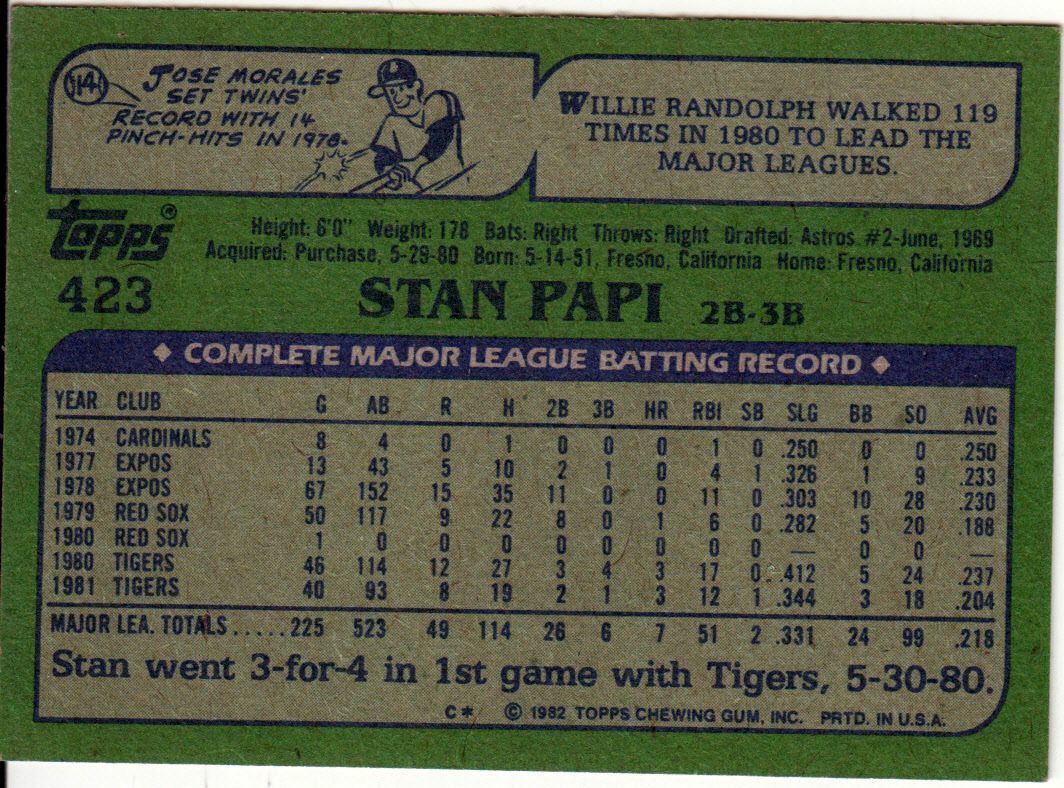 14
JOSE MORALES
SET TWINS'
RECORD WITH 14
PINCH-HITS IN 1978.
WILLIE RANDOLPH WALKED 119
TIMES IN 1980 TO LEAD THE
MAJOR LEAGUES.
Topps®
423
Height: 6'0" Weight: 178 Bats: Right Throws: Right Drafted: Astros #2-June, 1969
Acquired: Purchase, 5-29-80 Born: 5-14-51, Fresno, California Home: Fresno, California
STAN PAPI 2B-3B
◆ COMPLETE MAJOR LEAGUE BATTING RECORD ◆
YEAR CLUB G AB R H 2B 3B HR RBI SB SLG BB SO AVG
1974 CARDINALS 8 4 0 1 0 0 0 1 0 .250 0 0 .250
1977 EXPOS 13 43 5 10 2 1 0 4 1 .326 1 9 .233
1978 EXPOS 67 152 15 35 11 0 0 11 0 .303 10 28 .230
1979 RED SOX 50 117 9 22 8 0 1 6 0 .282 5 20 .188
1980 RED SOX 1 0 0 0 0 0 0 0 0 — 0 0 —
1980 TIGERS 46 114 12 27 3 4 3 17 0 .412 5 24 .237
1981 TIGERS 40 93 8 19 2 1 3 12 1 .344 3 18 .204
MAJOR LEA. TOTALS.....225 523 49 114 26 6 7 51 2 .331 24 99 .218
Stan went 3-for-4 in 1st game with Tigers, 5-30-80.
C* © 1982 TOPPS CHEWING GUM, INC. PRTD. IN U.S.A.